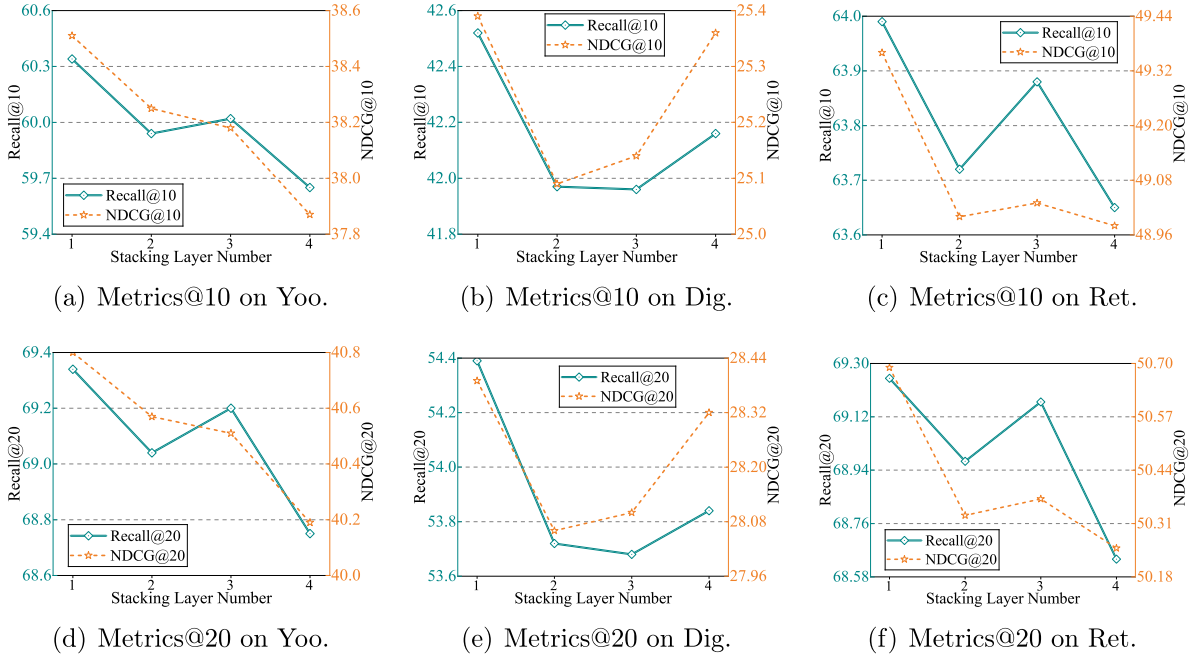 60.6
60.3
60.0
59.7
59.4
38.6
38.4
38.2
38.0
37.8
Recall@10
NDCG@10
Recall@10
NDCG@10
1 2 3 4
Stacking Layer Number
(a) Metrics@10 on Yoo.
42.6
42.4
42.2
42.0
41.8
25.4
25.3
25.2
25.1
25.0
Recall@10
NDCG@10
Recall@10
NDCG@10
1 2 3 4
Stacking Layer Number
(b) Metrics@10 on Dig.
64.0
63.9
63.8
63.7
63.6
49.44
49.32
49.20
49.08
48.96
Recall@10
NDCG@10
Recall@10
NDCG@10
1 2 3 4
Stacking Layer Number
(c) Metrics@10 on Ret.
69.4
69.2
69.0
68.8
68.6
40.8
40.6
40.4
40.2
40.0
Recall@20
NDCG@20
Recall@20
NDCG@20
1 2 3 4
Stacking Layer Number
(d) Metrics@20 on Yoo.
54.4
54.2
54.0
53.8
53.6
28.44
28.32
28.20
28.08
27.96
Recall@20
NDCG@20
Recall@20
NDCG@20
1 2 3 4
Stacking Layer Number
(e) Metrics@20 on Dig.
69.30
69.12
68.94
68.76
68.58
50.70
50.57
50.44
50.31
50.18
Recall@20
NDCG@20
Recall@20
NDCG@20
1 2 3 4
Stacking Layer Number
(f) Metrics@20 on Ret.